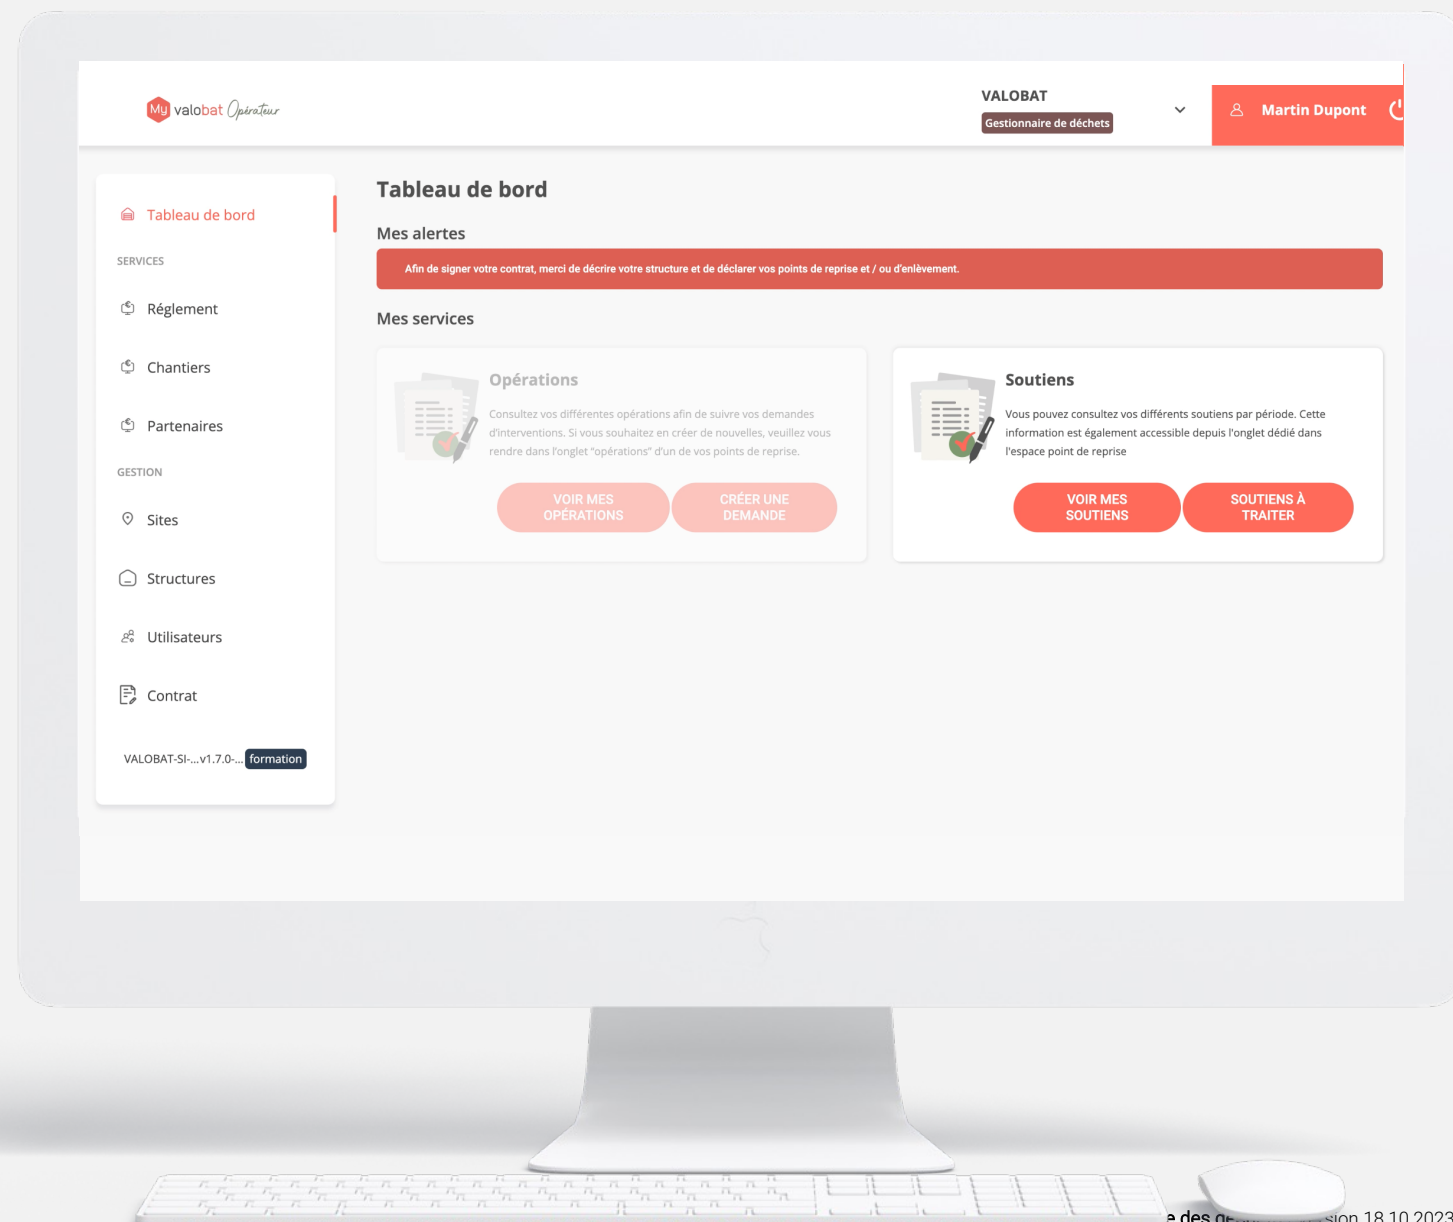 My valobat Opérateur
VALOBAT
Gestionnaire de déchets
Martin Dupont
Tableau de bord
SERVICES
Réglement
Chantiers
Partenaires
GESTION
Sites
Structures
Utilisateurs
Contrat
VALOBAT-SI-...v1.7.0-... formation
Tableau de bord
Mes alertes
Afin de signer votre contrat, merci de décrire votre structure et de déclarer vos points de reprise et / ou d'enlèvement.
Mes services
Opérations
Consultez vos différentes opérations afin de suivre vos demandes
d'interventions. Si vous souhaitez en créer de nouvelles, veuillez vous
rendre dans l'onglet "opérations" d'un de vos points de reprise.
VOIR MES
OPÉRATIONS
CRÉER UNE
DEMANDE
Soutiens
Vous pouvez consultez vos différents soutiens par période. Cette
information est également accessible depuis l'onglet dédié dans
l'espace point de reprise
VOIR MES
SOUTIENS
SOUTIENS À
TRAITER
des
18.10.2023